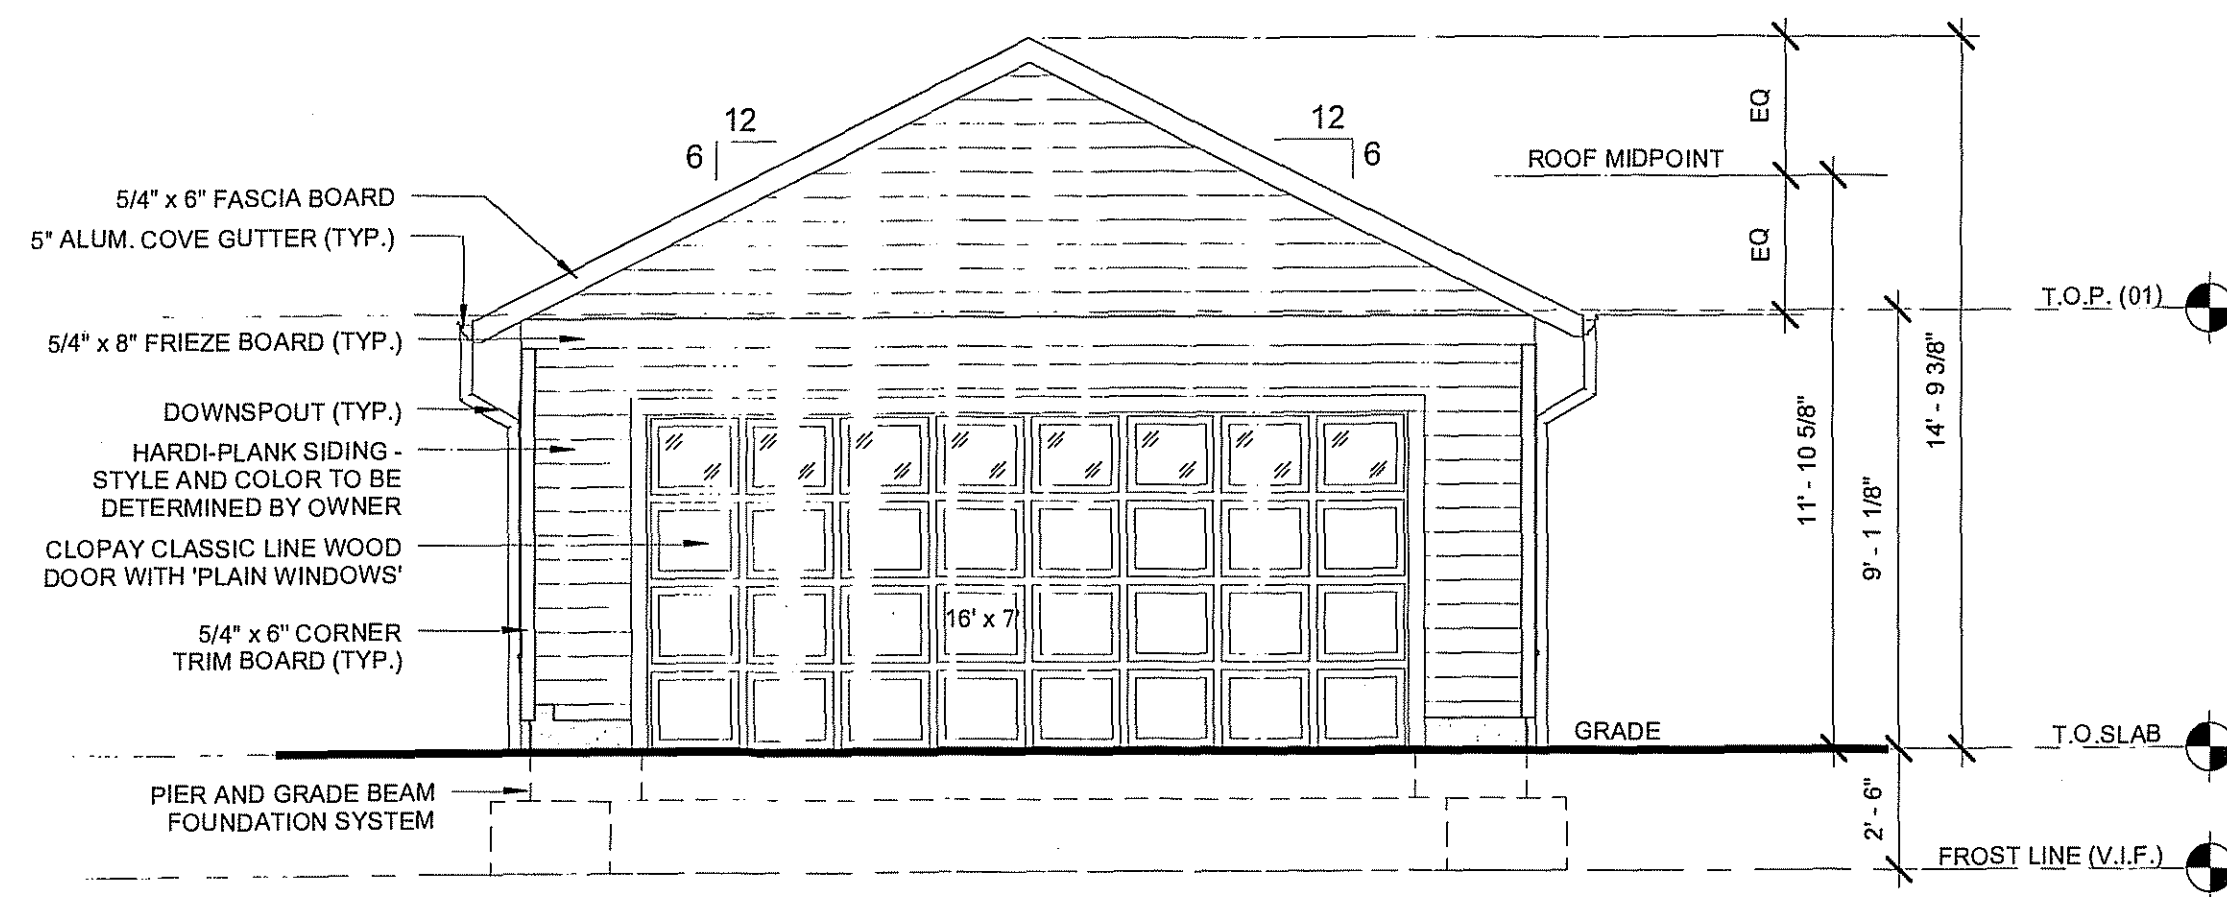 12
6
12
6
EQ
ROOF MIDPOINT
5/4" x 6" FASCIA BOARD
5" ALUM. COVE GUTTER (TYP.)
EQ
T.O.P. (01)
5/4" x 8" FRIEZE BOARD (TYP.)
14' - 9 3/8"
DOWNSPOUT (TYP.)
HARDI-PLANK SIDING -
STYLE AND COLOR TO BE
DETERMINED BY OWNER
11' - 10 5/8"
9' - 1 1/8"
CLOPAY CLASSIC LINE WOOD
DOOR WITH 'PLAIN WINDOWS'
16' x 7'
5/4" x 6" CORNER
TRIM BOARD (TYP.)
GRADE
T.O.SLAB
PIER AND GRADE BEAM
FOUNDATION SYSTEM
2' - 6"
FROST LINE (V.I.F.)